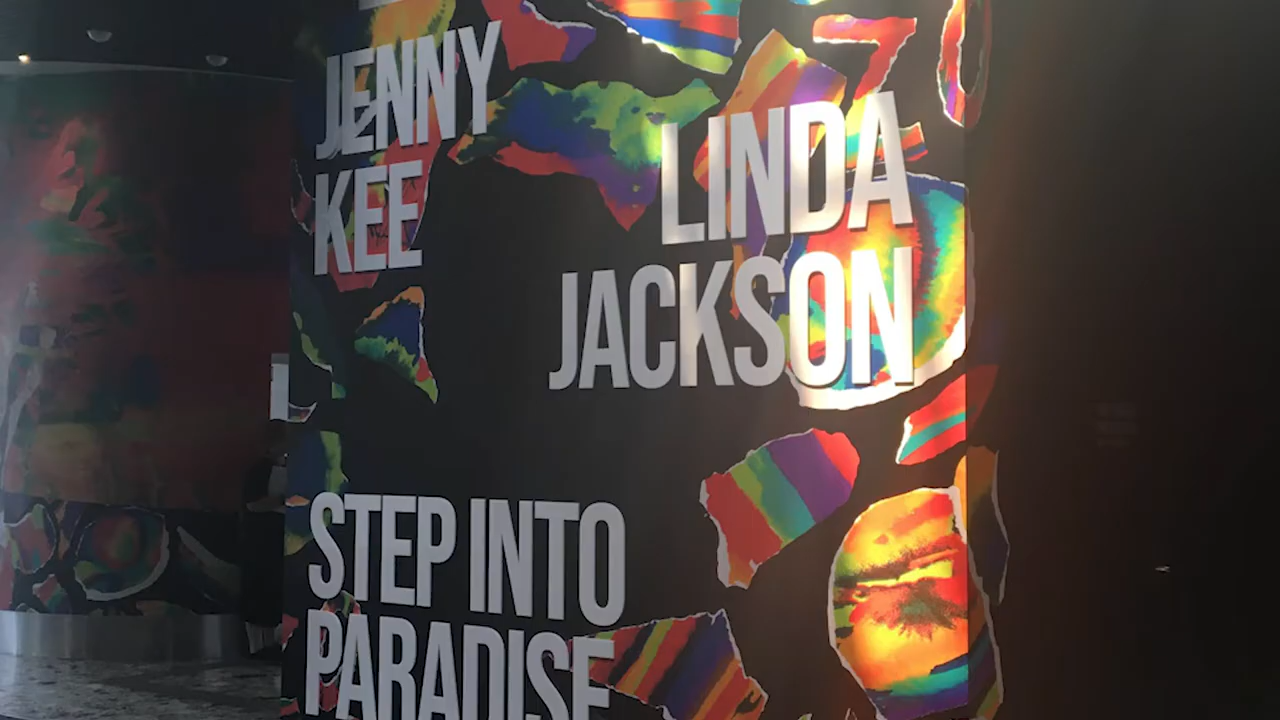 JENNY
KEE
LINDA
JACKSON
STEP INTO
PARADISE